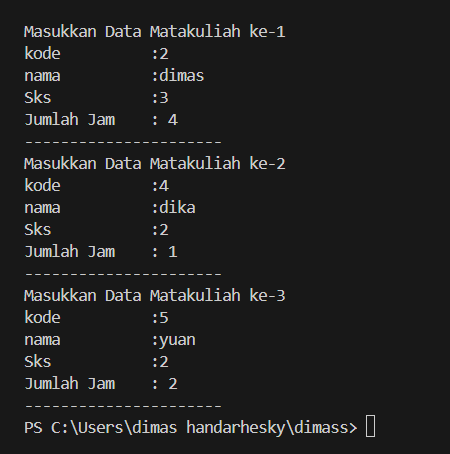 Masukkan Data Matakuliah ke-1
kode          :2
nama          :dimas
Sks           :3
Jumlah Jam    : 4
----------------------
Masukkan Data Matakuliah ke-2
kode          :4
nama          :dika
Sks           :2
Jumlah Jam    : 1
----------------------
Masukkan Data Matakuliah ke-3
kode          :5
nama          :yuan
Sks           :2
Jumlah Jam    : 2
----------------------
PS C:\Users\dimas handarhesky\dimass>